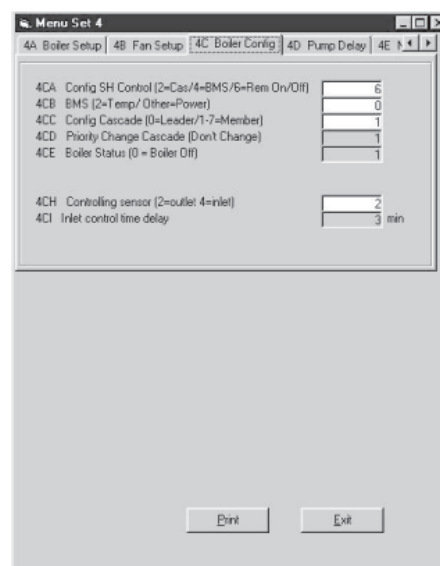 Menu Set 4
4A Boiler Setup 4B Fan Setup 4C Boiler Config 4D Pump Delay 4E
4CA Config SH Control (2=Cas/4=BMS/6=Rem On/Off) 6
4CB BMS (2=Temp/ Other=Power) 0
4CC Config Cascade (0=Leader/1-7=Member) 1
4CD Priority Change Cascade (Don't Change) 1
4CE Boiler Status (0 = Boiler Off) 1
4CH Controlling sensor (2=outlet 4=inlet) 2
4CI Inlet control time delay 3 min
Print Exit